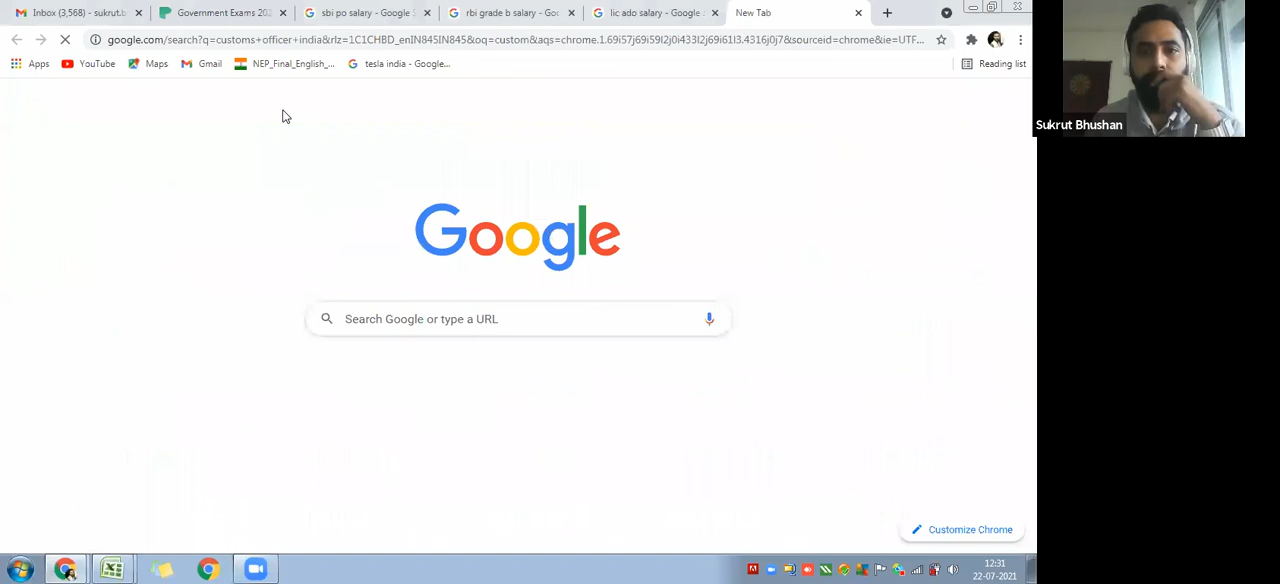 Inbox (3,568) - sukrut.b
Government Exams 202
sbi po salary - Google S
rbi grade b salary - Goo
lic ado salary - Google
New Tab
google.com/search?q=customs+officer+india&rlz=1C1CHBD_enIN845IN845&oq=custom&aqs=chrome.1.69i57j69i59l2j0i433l2j69i61l3.4316j0j7&sourceid=chrome&ie=UTF...
Apps
YouTube
Maps
Gmail
NEP_Final_English_...
tesla india - Google...
Reading list
Sukrut Bhushan
Google
Search Google or type a URL
Customize Chrome
12:31
22-07-2021